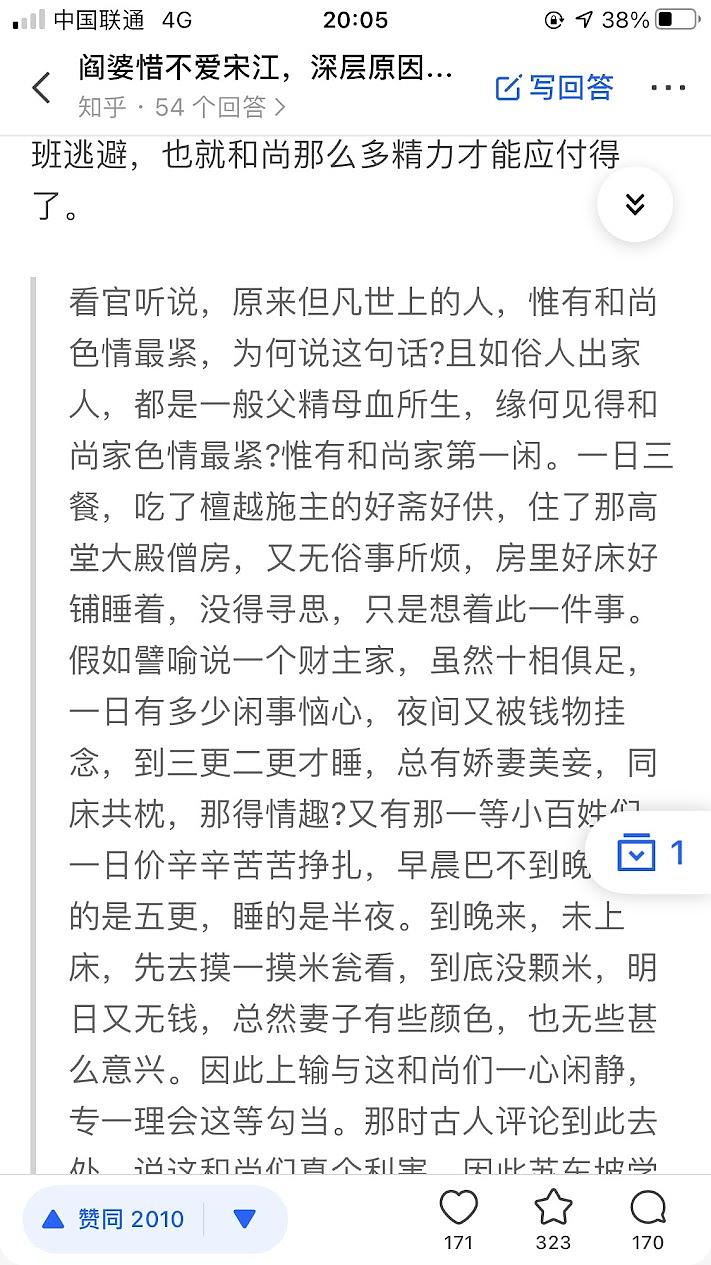 中国联通 4G 20:05 38%
阎婆惜不爱宋江，深层原因...
知乎 · 54 个回答
写回答
班逃避，也就和尚那么多精力才能应付得
了。
看官听说，原来但凡世上的人，惟有和尚
色情最紧，为何说这句话?且如俗人出家
人，都是一般父精母血所生，缘何见得和
尚家色情最紧?惟有和尚家第一闲。一日三
餐，吃了檀越施主的好斋好供，住了那高
堂大殿僧房，又无俗事所烦，房里好床好
铺睡着，没得寻思，只是想着此一件事。
假如譬喻说一个财主家，虽然十相俱足，
一日有多少闲事恼心，夜间又被钱物挂
念，到三更二更才睡，总有娇妻美妾，同
床共枕，那得情趣?又有那一等小百姓们
一日价辛辛苦苦挣扎，早晨巴不到晚
1
的是五更，睡的是半夜。到晚来，未上
床，先去摸一摸米瓮看，到底没颗米，明
日又无钱，总然妻子有些颜色，也无些甚
么意兴。因此上输与这和尚们一心闲静，
专一理会这等勾当。那时古人评论到此去
处，说这和尚们真个利害，因此苏东坡学
赞同 2010
171
323
170